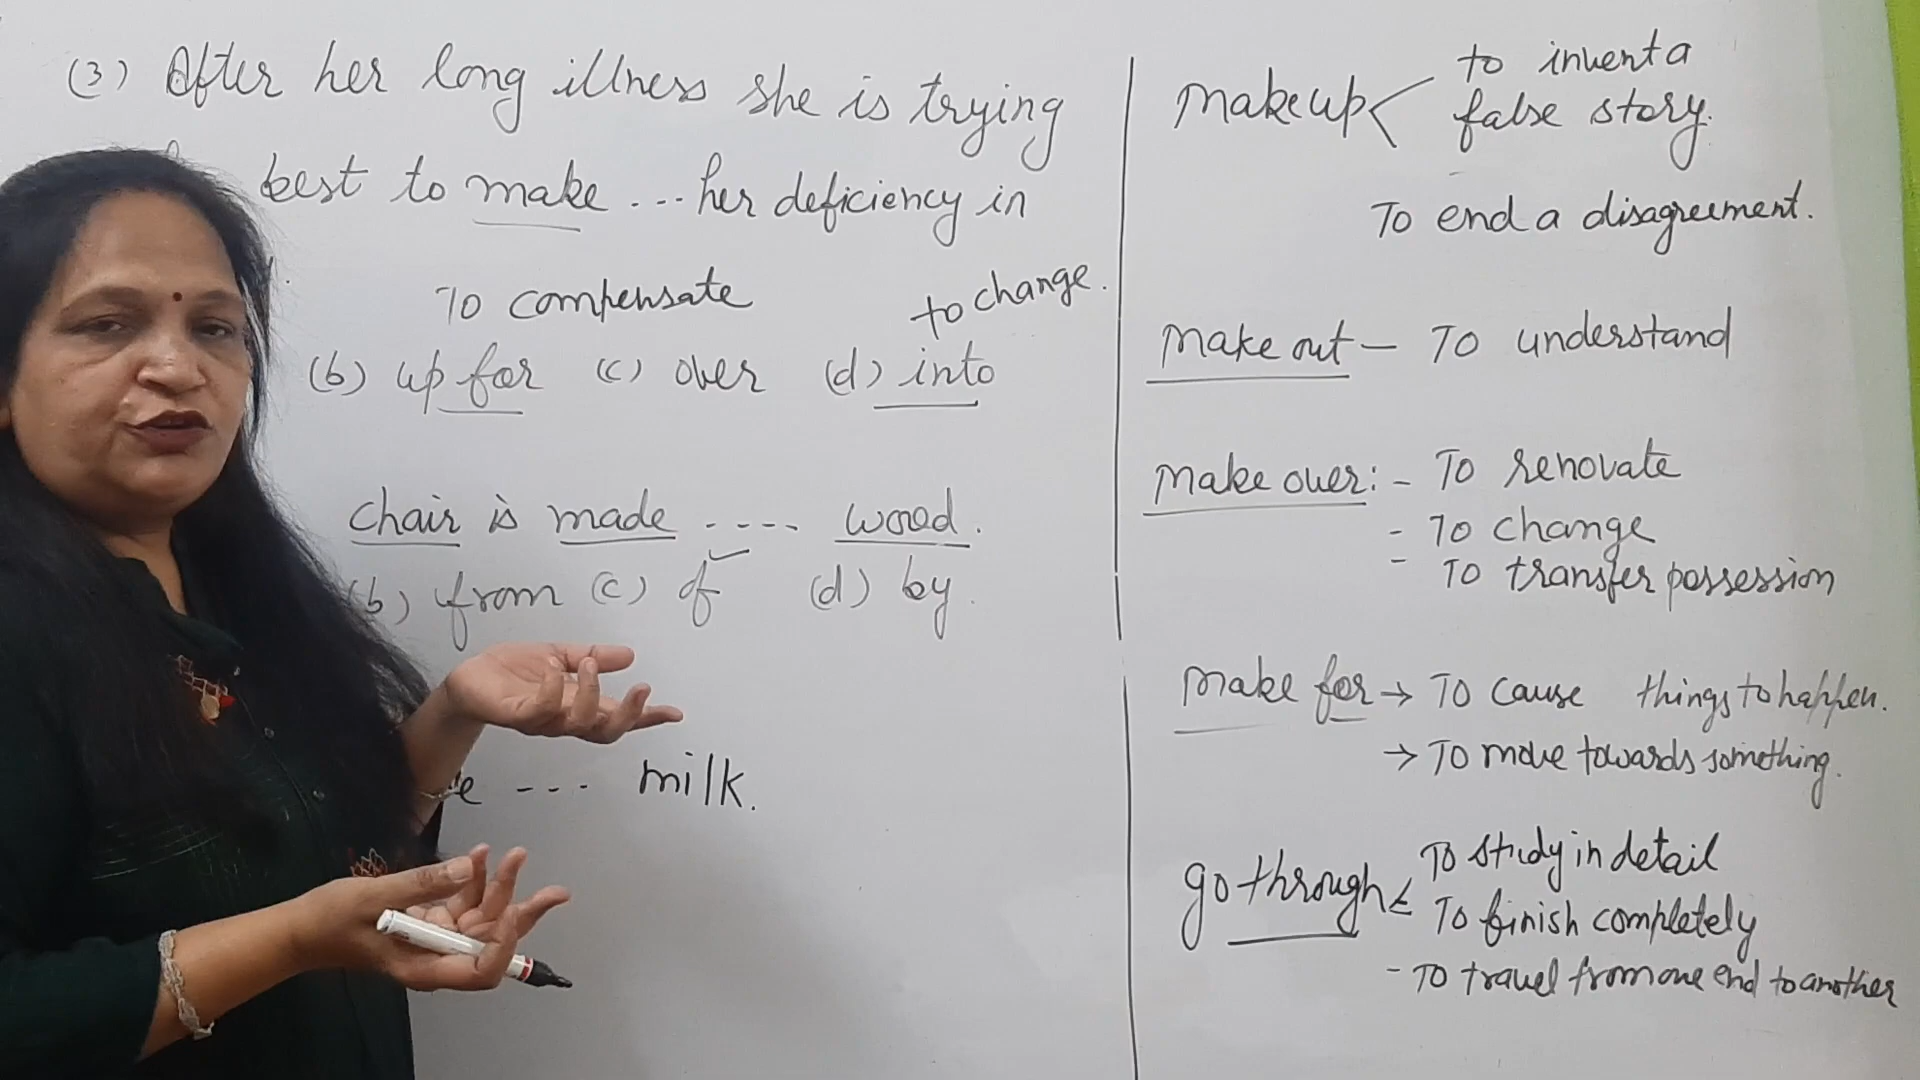 (3) After her long illness she is trying
best to make ... her deficiency in
To compensate to change.
(b) up for (c) over (d) into
chair is made .... wood.
(b) from (c) of (d) by.
--- milk.
Makeup < to invent a
false story.
To end a disagreement.
Make out - To understand
Make over :- To renovate
- To change
- To transfer possession
Make for → To cause things to happen.
→ To move towards something.
go through < To study in detail
To finish completely
- To travel from one end to another